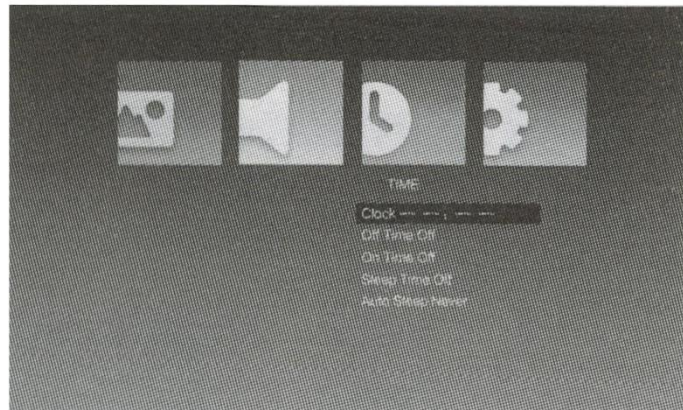 TIME
Clock -- -- : -- --
Off Time Off
On Time Off
Sleep Time Off
Auto Sleep Never